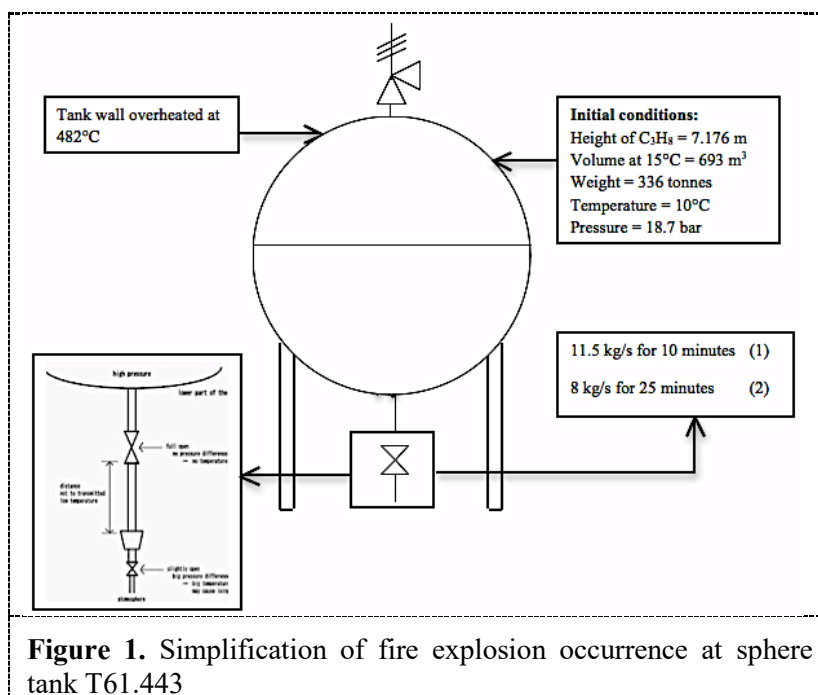 Tank wall overheated at
482°C
Initial conditions:
Height of C₃H₈ = 7.176 m
Volume at 15°C = 693 m³
Weight = 336 tonnes
Temperature = 10°C
Pressure = 18.7 bar
11.5 kg/s for 10 minutes (1)
8 kg/s for 25 minutes (2)
high pressure
lower part of the
full open
no pressure difference
→ no temperature
distance
not to transmitted
low temperature
slightly open
big pressure difference
→ big temperature
may cause
atmosphere
Figure 1. Simplification of fire explosion occurrence at sphere
tank T61.443